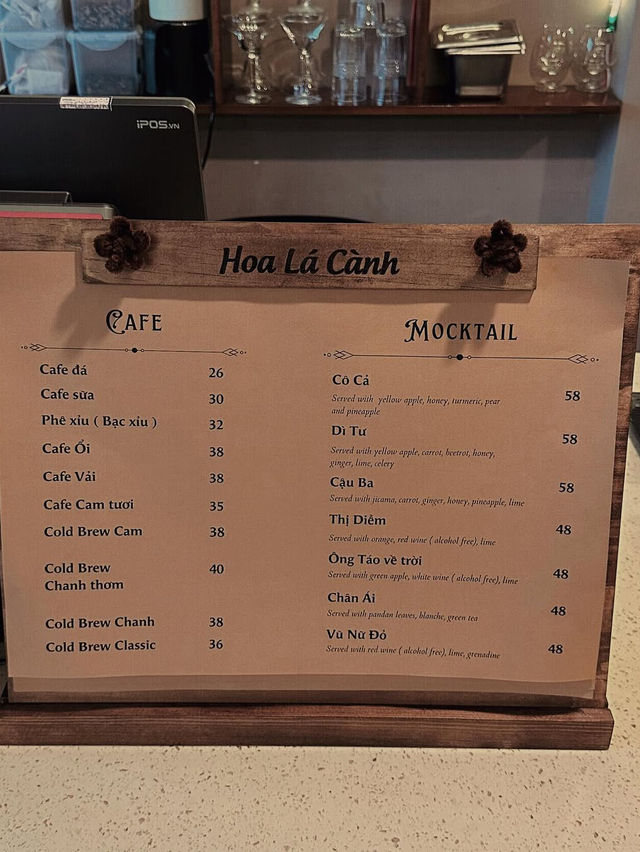 iPOS.VN
Hoa Lá Cành
CAFE
Cafe đá 26
Cafe sữa 30
Phê xỉu ( Bạc xỉu ) 32
Cafe Ổi 38
Cafe Vải 38
Cafe Cam tươi 35
Cold Brew Cam 38
Cold Brew 40
Chanh thơm
Cold Brew Chanh 38
Cold Brew Classic 36
MOCKTAIL
Cô Cả 58
Served with yellow apple, honey, turmeric, pear
and pineapple
Dì Tư 58
Served with yellow apple, carrot, beetrot, honey,
ginger, lime, celery
Cậu Ba 58
Served with jicama, carrot, ginger, honey, pineapple, lime
Thị Diễm 48
Served with orange, red wine ( alcohol free), lime
Ông Táo về trời 48
Served with green apple, white wine ( alcohol free), lime
Chân Ái 48
Served with pandan leaves, blanche, green tea
Vũ Nữ Đỏ 48
Served with red wine ( alcohol free), lime, grenadine